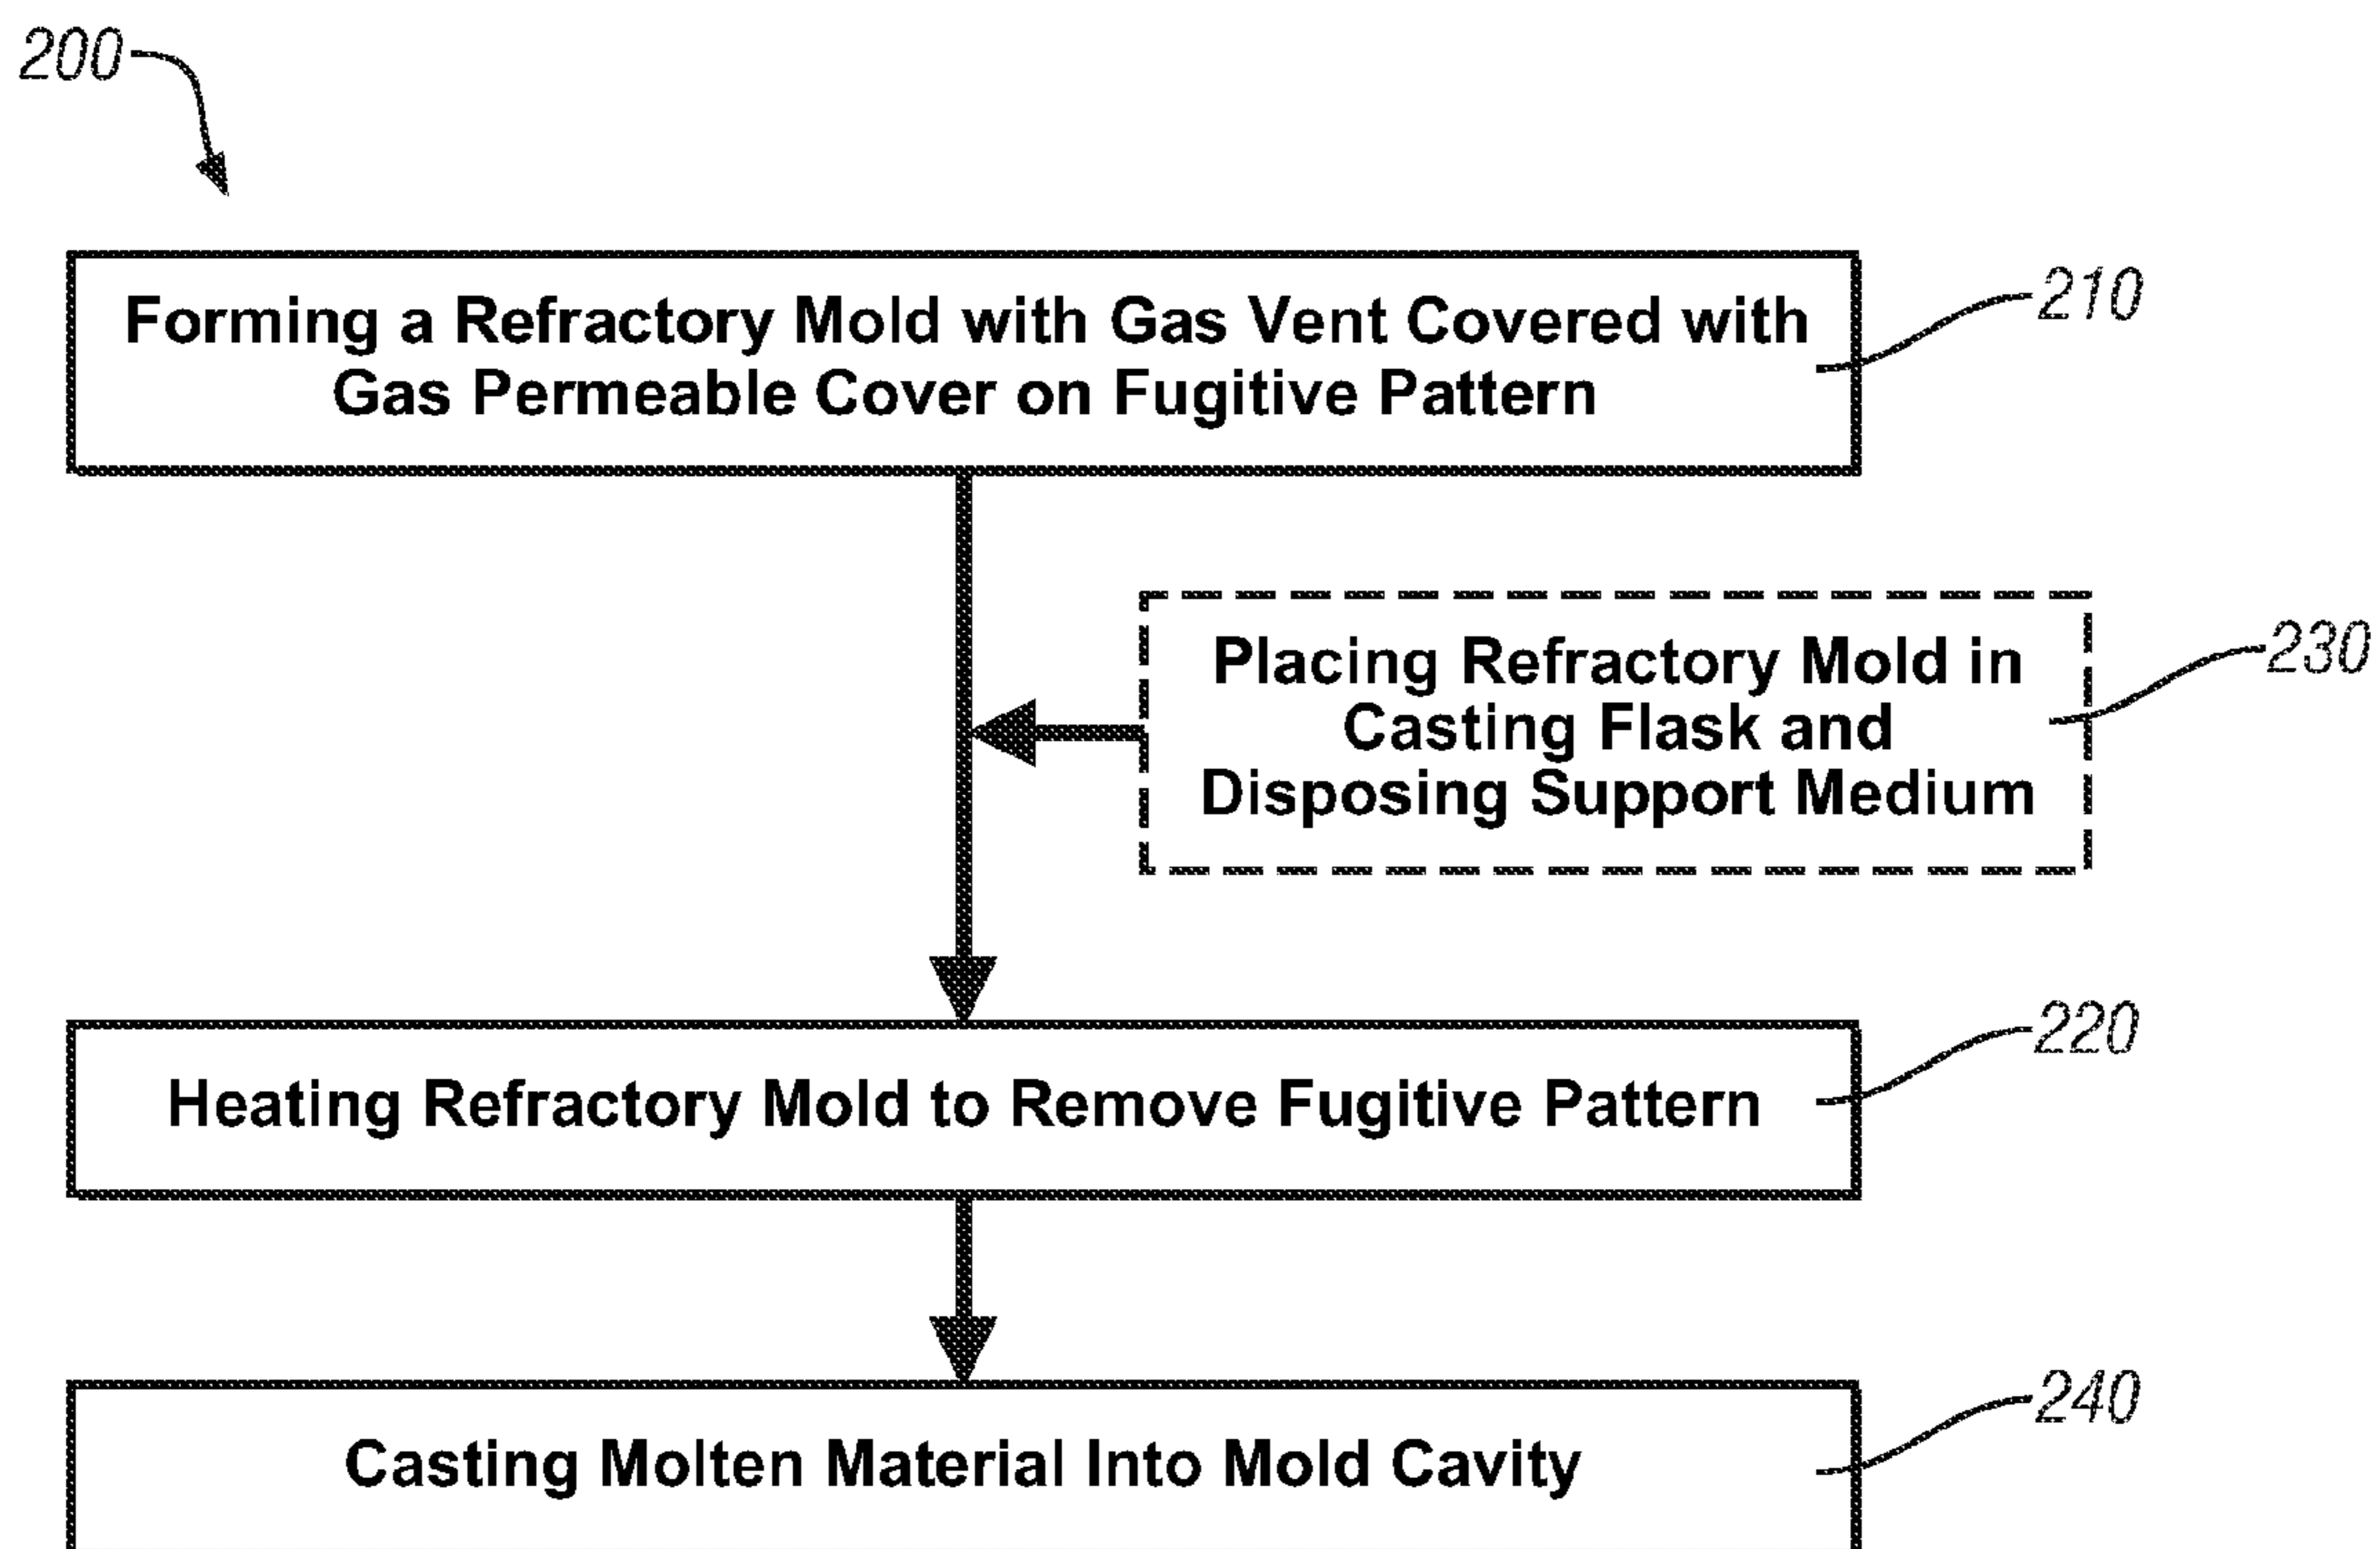 200
Forming a Refractory Mold with Gas Vent Covered with
Gas Permeable Cover on Fugitive Pattern
210
Placing Refractory Mold in
Casting Flask and
Disposing Support Medium
230
Heating Refractory Mold to Remove Fugitive Pattern
220
Casting Molten Material Into Mold Cavity
240